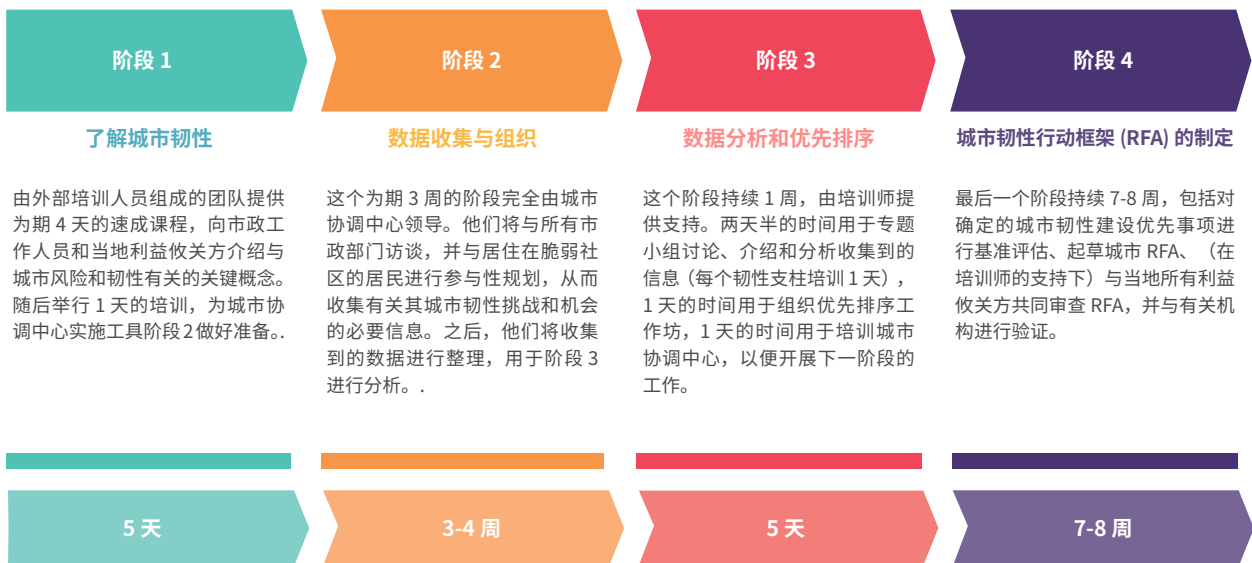 阶段 1
了解城市韧性
由外部培训人员组成的团队提供
为期 4 天的速成课程，向市政工
作人员和当地利益攸关方介绍与
城市风险和韧性有关的关键概念。
随后举行 1 天的培训，为城市协
调中心实施工具阶段 2 做好准备。.
5 天
阶段 2
数据收集与组织
这个为期 3 周的阶段完全由城市
协调中心领导。他们将与所有市
政部门访谈，并与居住在脆弱社
区的居民进行参与性规划，从而
收集有关其城市韧性挑战和机会
的必要信息。之后，他们将收集
到的数据进行整理，用于阶段 3
进行分析。.
3-4 周
阶段 3
数据分析和优先排序
这个阶段持续 1 周，由培训师提
供支持。两天半的时间用于专题
小组讨论、介绍和分析收集到的
信息（每个韧性支柱培训 1 天），
1 天的时间用于组织优先排序工
作坊，1 天的时间用于培训城市
协调中心，以便开展下一阶段的
工作。
5 天
阶段 4
城市韧性行动框架 (RFA) 的制定
最后一个阶段持续 7-8 周，包括对
确定的城市韧性建设优先事项进
行基准评估、起草城市 RFA、（在
培训师的支持下）与当地所有利益
攸关方共同审查 RFA，并与有关机
构进行验证。
7-8 周